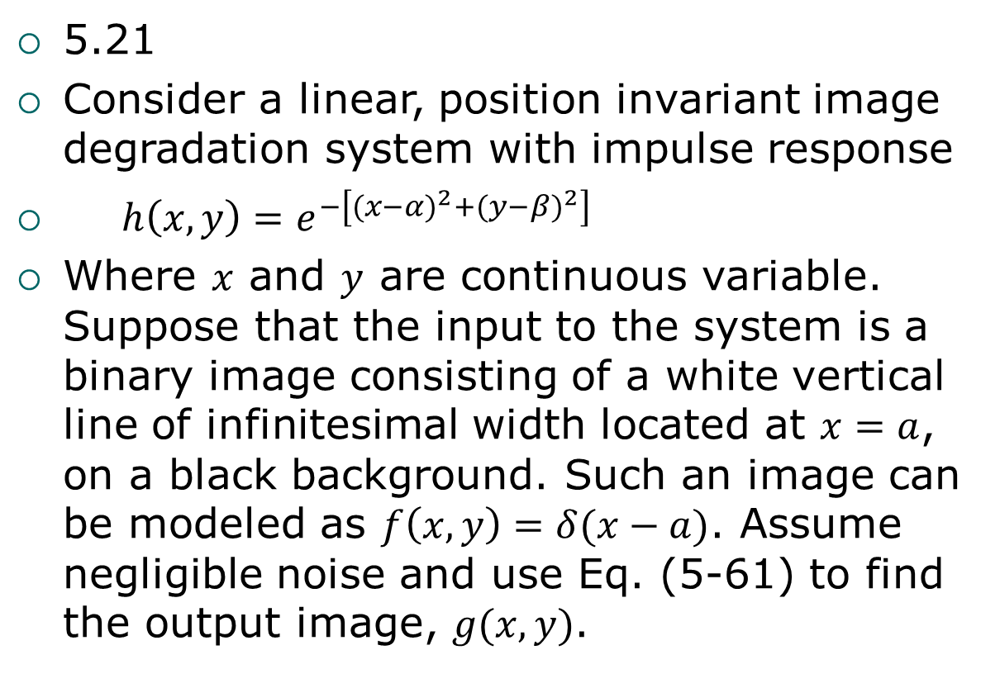 5.21
Consider a linear, position invariant image
degradation system with impulse response
h(x, y) = e^{-[(x-α)²+(y-β)²]}
Where x and y are continuous variable.
Suppose that the input to the system is a
binary image consisting of a white vertical
line of infinitesimal width located at x = a,
on a black background. Such an image can
be modeled as f(x, y) = δ(x − a). Assume
negligible noise and use Eq. (5-61) to find
the output image, g(x, y).